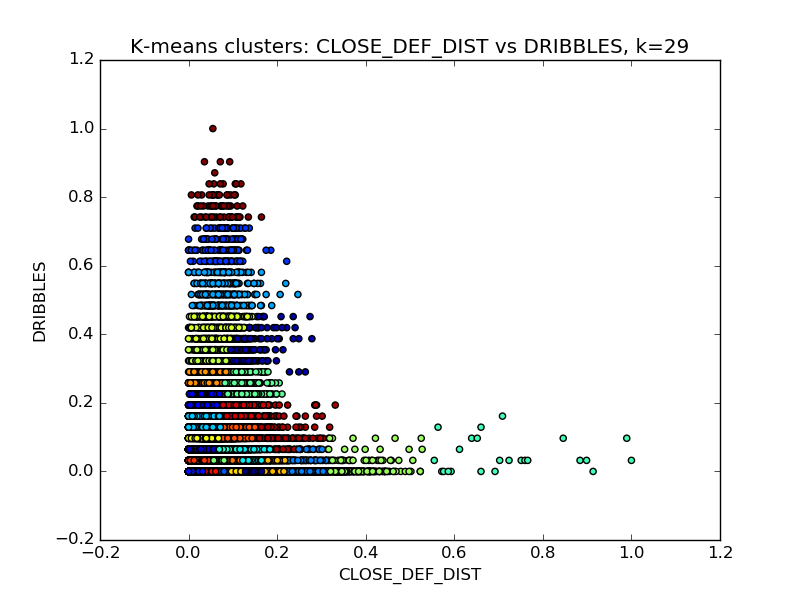 K-means clusters: CLOSE_DEF_DIST vs DRIBBLES, k=29
1.2
1.0
0.8
0.6
0.4
0.2
0.0
−0.2
DRIBBLES
−0.2 0.0 0.2 0.4 0.6 0.8 1.0 1.2
CLOSE_DEF_DIST